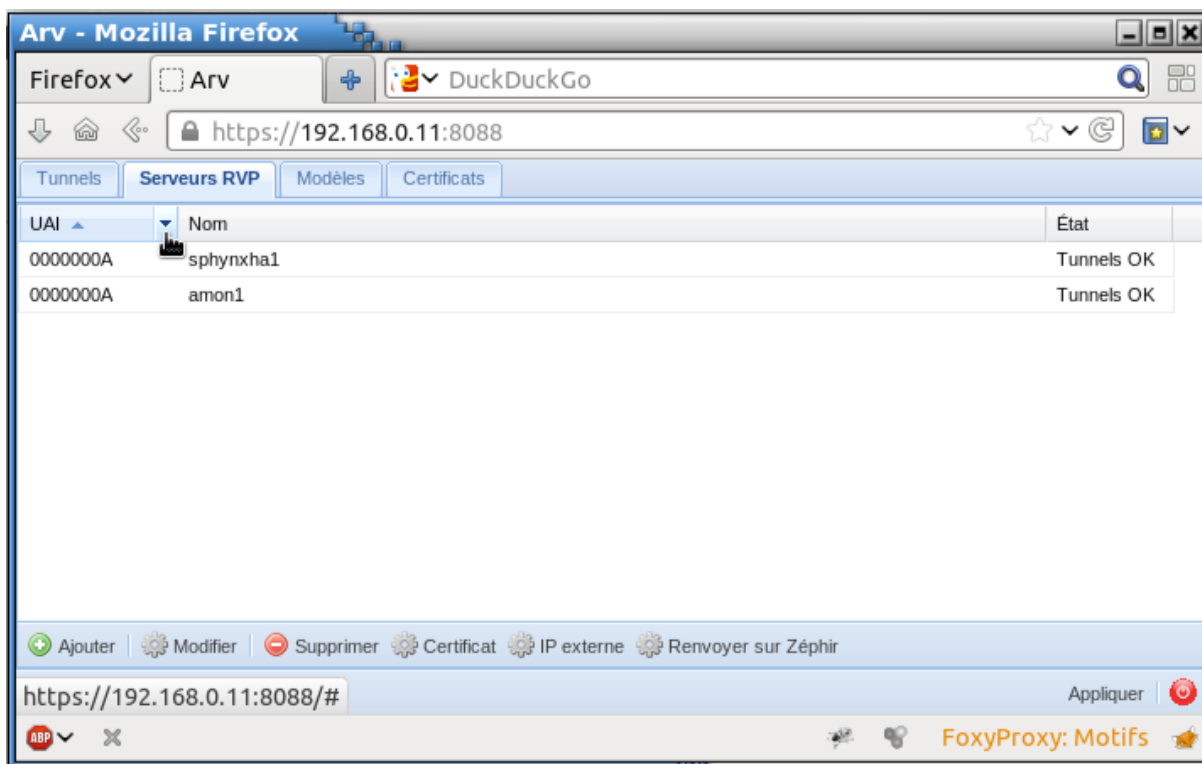 Arv - Mozilla Firefox
Firefox Arv DuckDuckGo
https://192.168.0.11:8088
Tunnels Serveurs RVP Modèles Certificats
UAI Nom État
0000000A sphynxha1 Tunnels OK
0000000A amon1 Tunnels OK
Ajouter Modifier Supprimer Certificat IP externe Renvoyer sur Zéphir
https://192.168.0.11:8088/# Appliquer
ABP FoxyProxy: Motifs